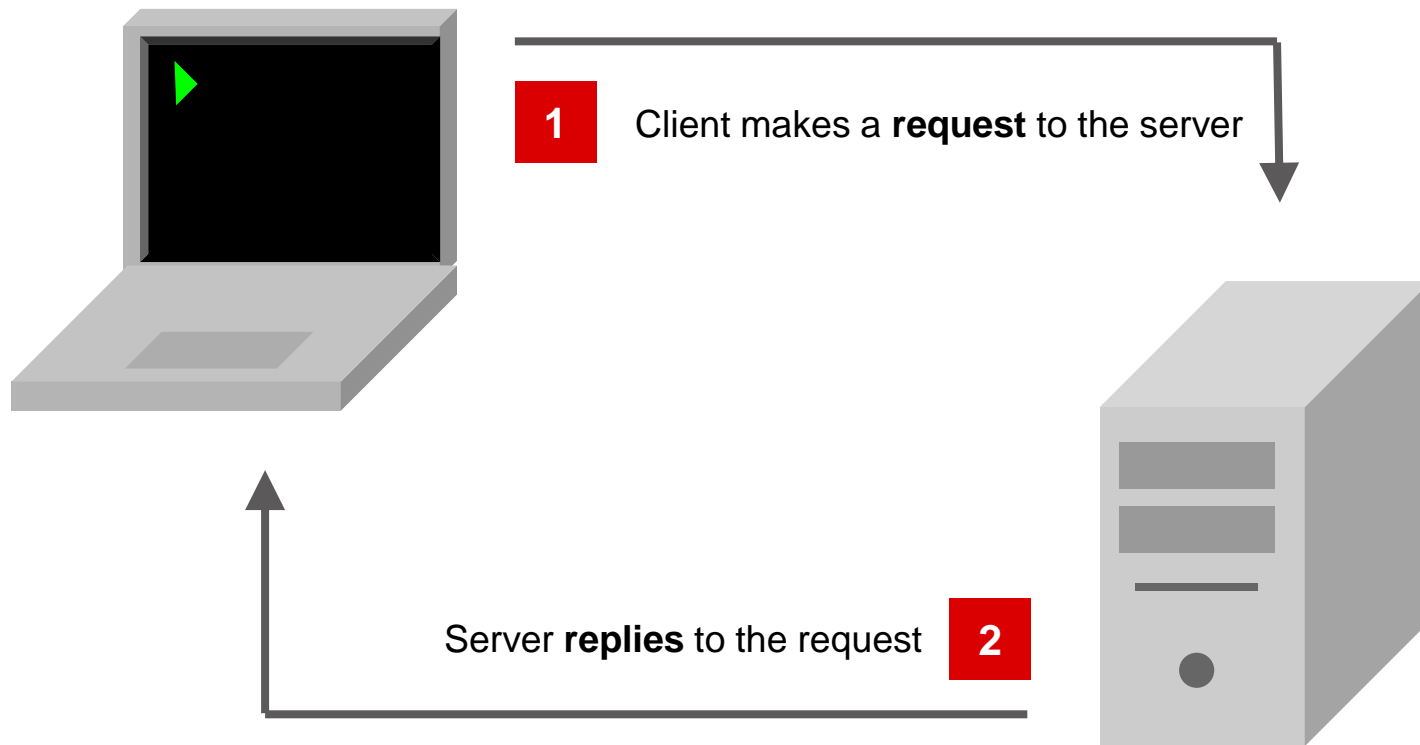 1 Client makes a request to the server
Server replies to the request 2